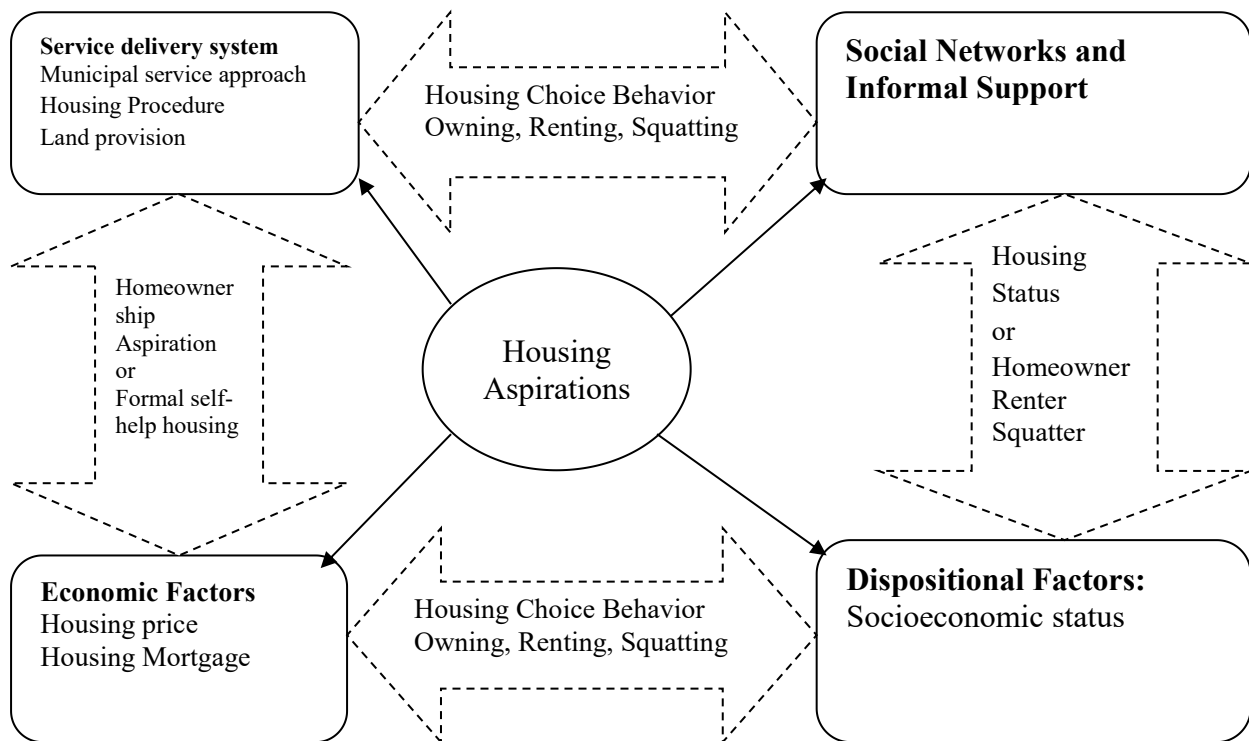 Service delivery system
Municipal service approach
Housing Procedure
Land provision
Housing Choice Behavior
Owning, Renting, Squatting
Social Networks and
Informal Support
Homeowner
ship
Aspiration
or
Formal self-
help housing
Housing
Aspirations
Housing
Status
or
Homeowner
Renter
Squatter
Economic Factors
Housing price
Housing Mortgage
Housing Choice Behavior
Owning, Renting, Squatting
Dispositional Factors:
Socioeconomic status